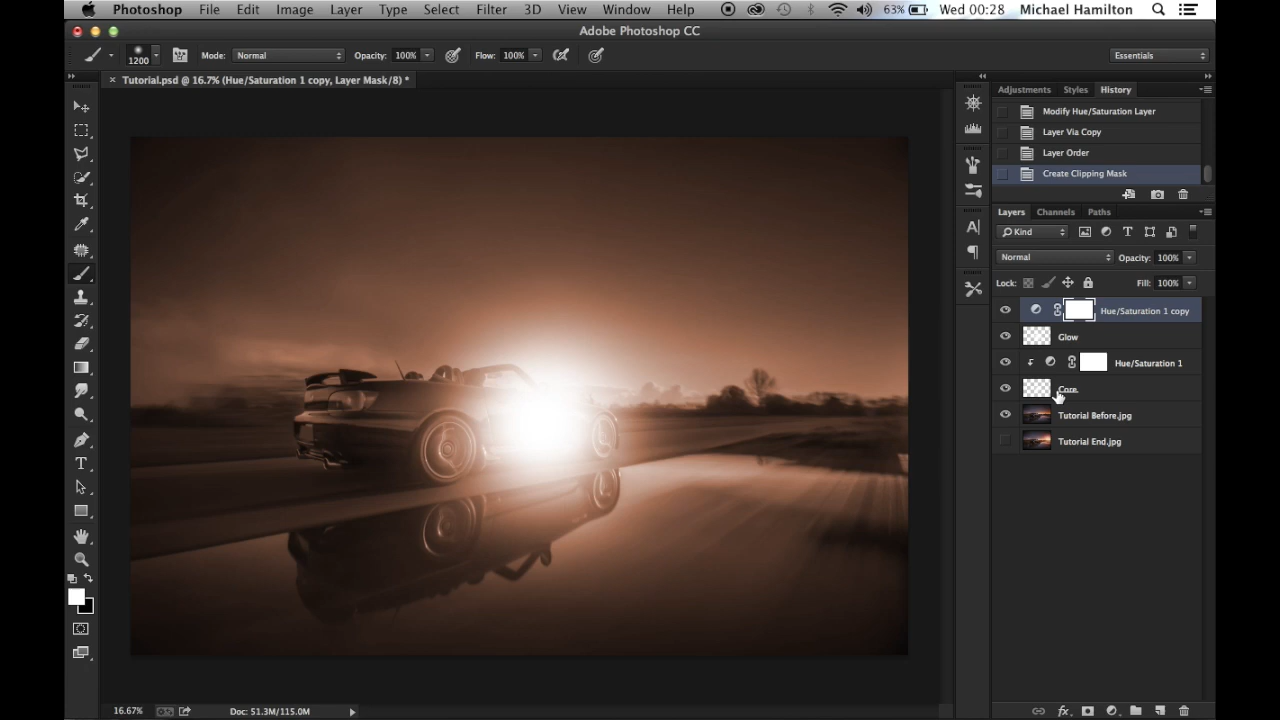 Photoshop File Edit Image Layer Type Select Filter 3D View Window Help 63% Wed 00:28 Michael Hamilton
Adobe Photoshop CC
1200 Mode: Normal Opacity: 100% Flow: 100% Essentials
Tutorial.psd @ 16.7% (Hue/Saturation 1 copy, Layer Mask/8) *
Adjustments Styles History
Modify Hue/Saturation Layer
Layer Via Copy
Layer Order
Create Clipping Mask
Layers Channels Paths
Kind
Normal Opacity: 100%
Lock: Fill: 100%
Hue/Saturation 1 copy
Glow
Hue/Saturation 1
Core
Tutorial Before.jpg
Tutorial End.jpg
16.67% Doc: 51.3M/115.0M